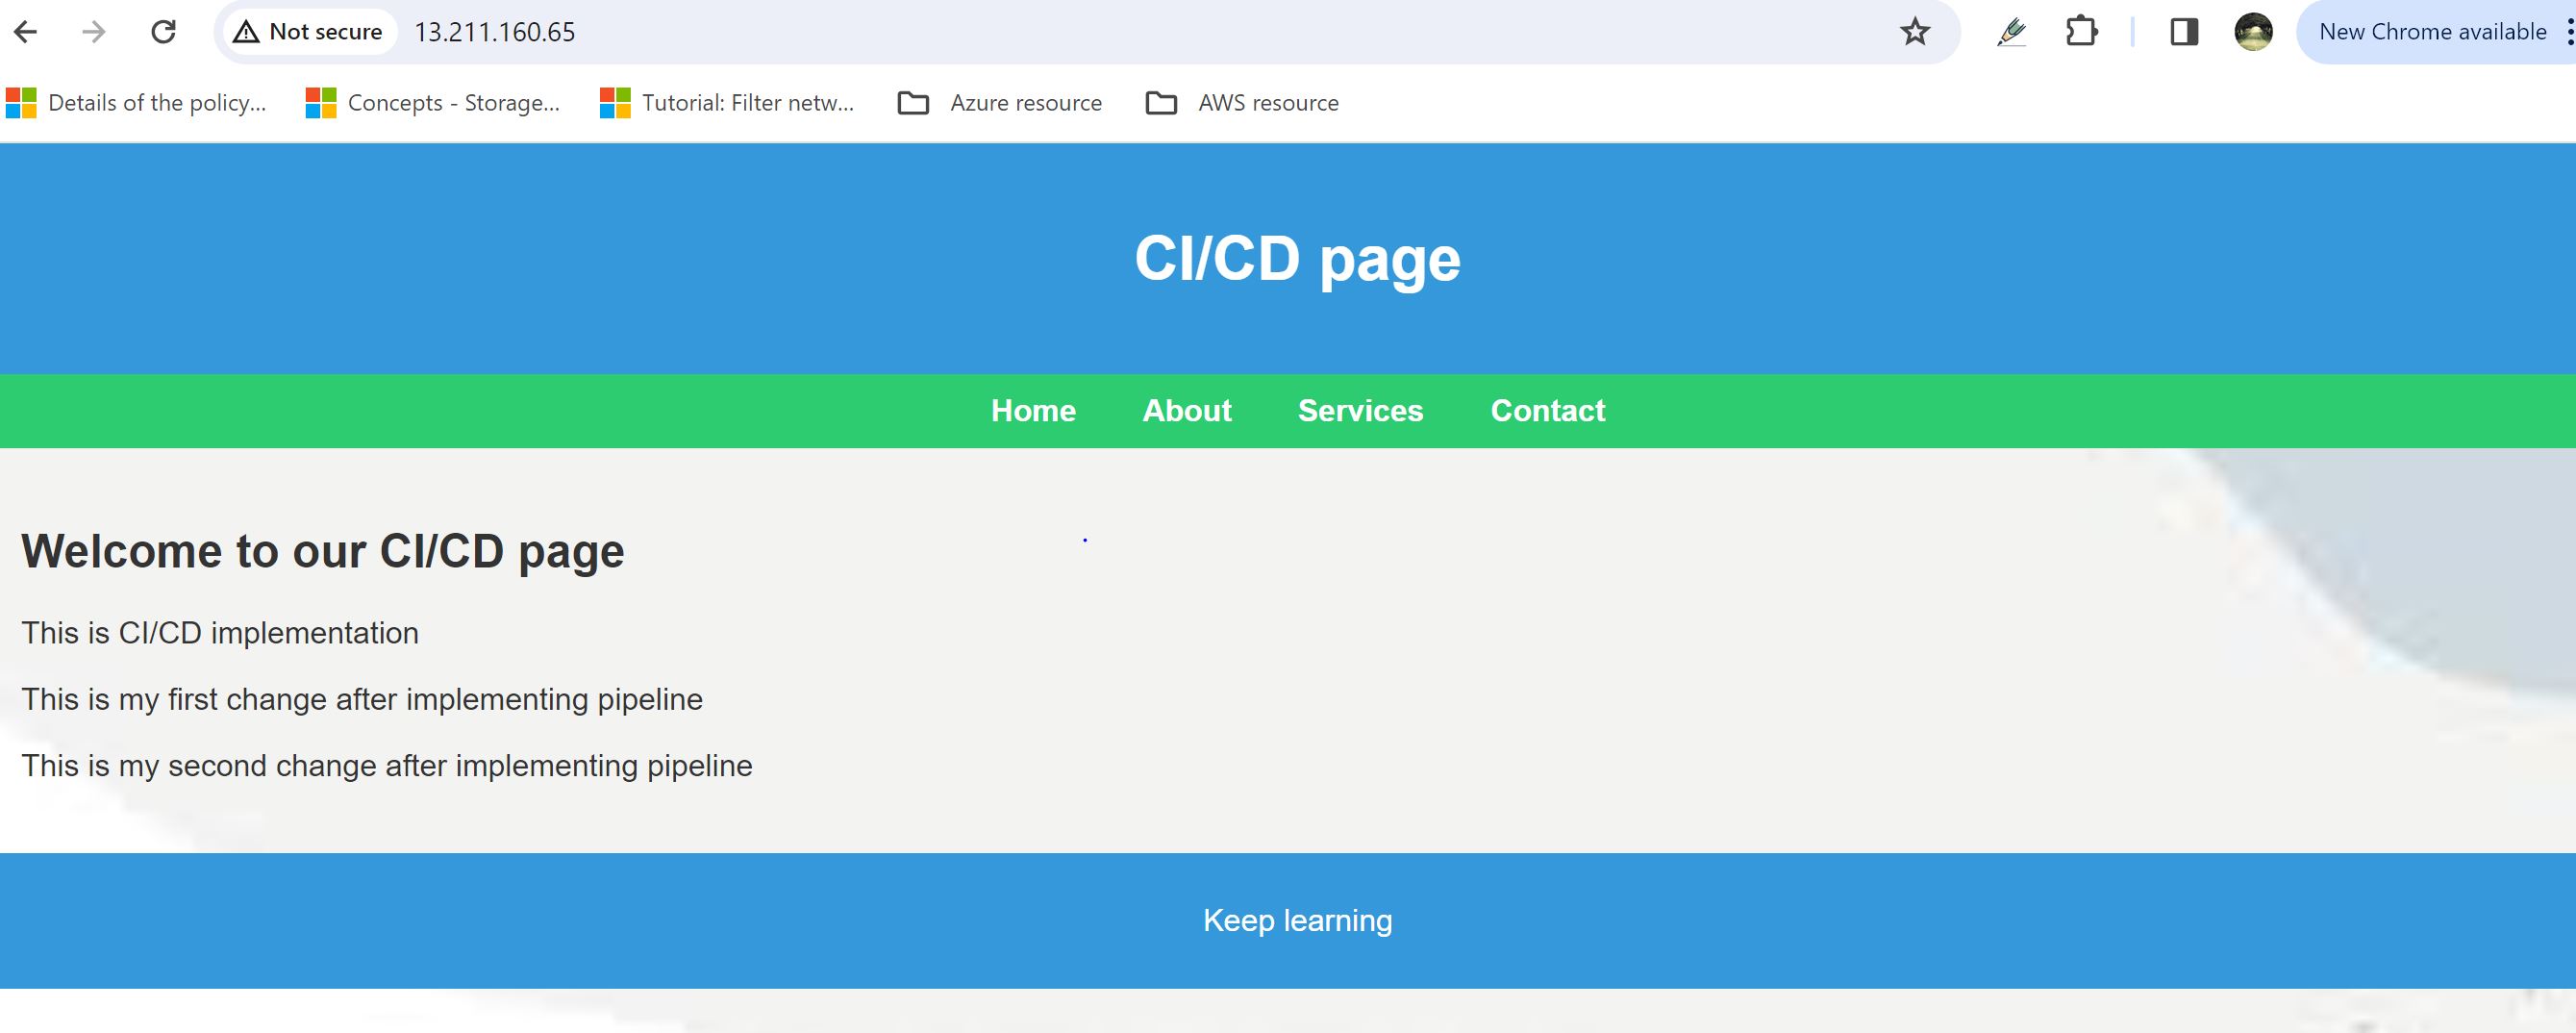 Not secure 13.211.160.65 New Chrome available
Details of the policy... Concepts - Storage... Tutorial: Filter netw... Azure resource AWS resource
CI/CD page
Home About Services Contact
Welcome to our CI/CD page
This is CI/CD implementation
This is my first change after implementing pipeline
This is my second change after implementing pipeline
Keep learning